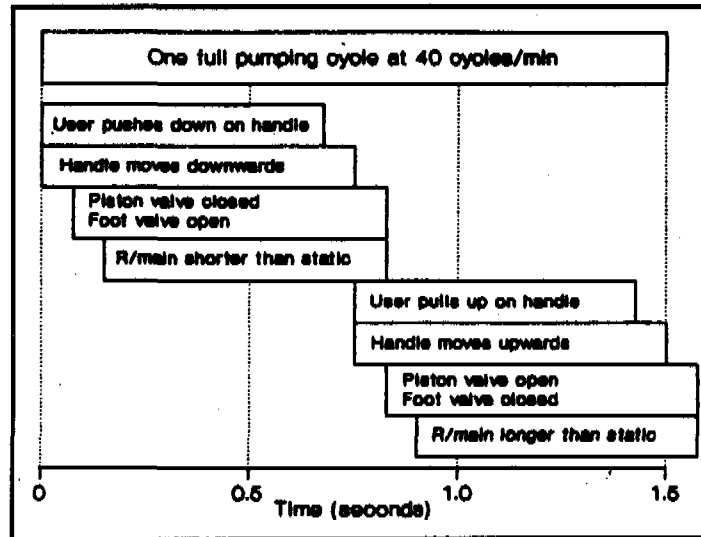 One full pumping cycle at 40 cycles/min
User pushes down on handle
Handle moves downwards
Piston valve closed
Foot valve open
R/main shorter than static
User pulls up on handle
Handle moves upwards
Piston valve open
Foot valve closed
R/main longer than static
0 0.5 1.0 1.5
Time (seconds)